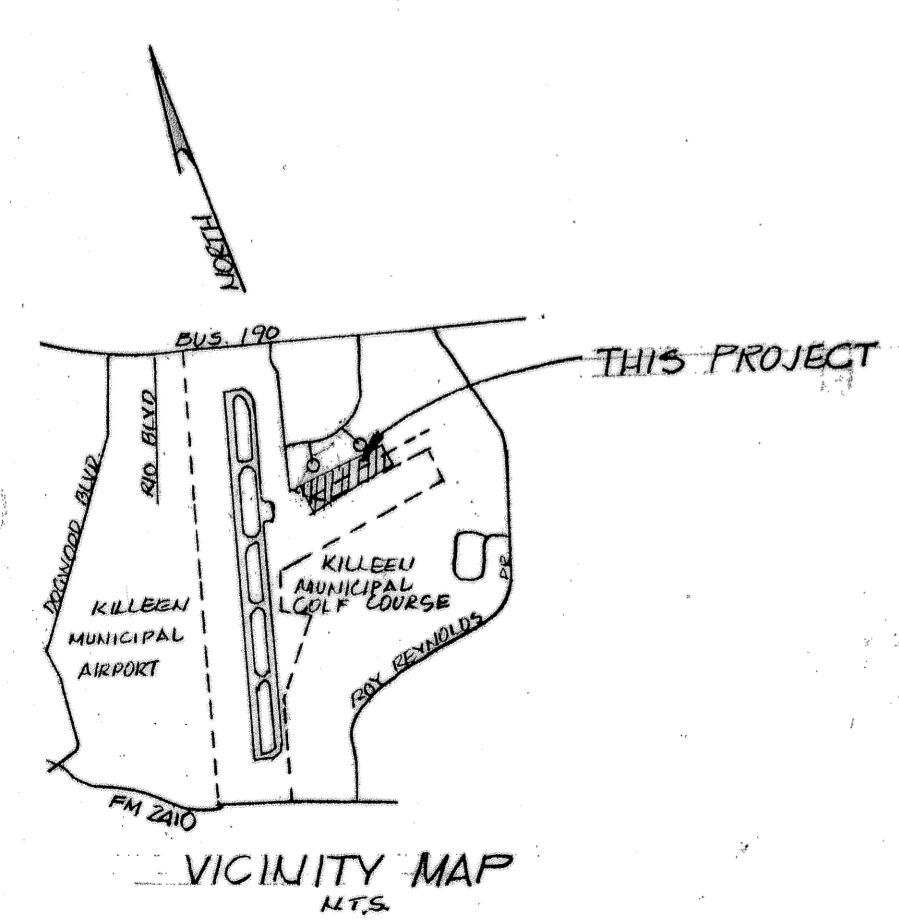 NORTH
BUS. 190
THIS PROJECT
RIO BLVD
DOGWOOD BLVD.
KILLEEN
MUNICIPAL
AIRPORT
KILLEEN
MUNICIPAL
GOLF COURSE
ROY REYNOLDS
DR
FM 2410
VICINITY MAP
N.T.S.